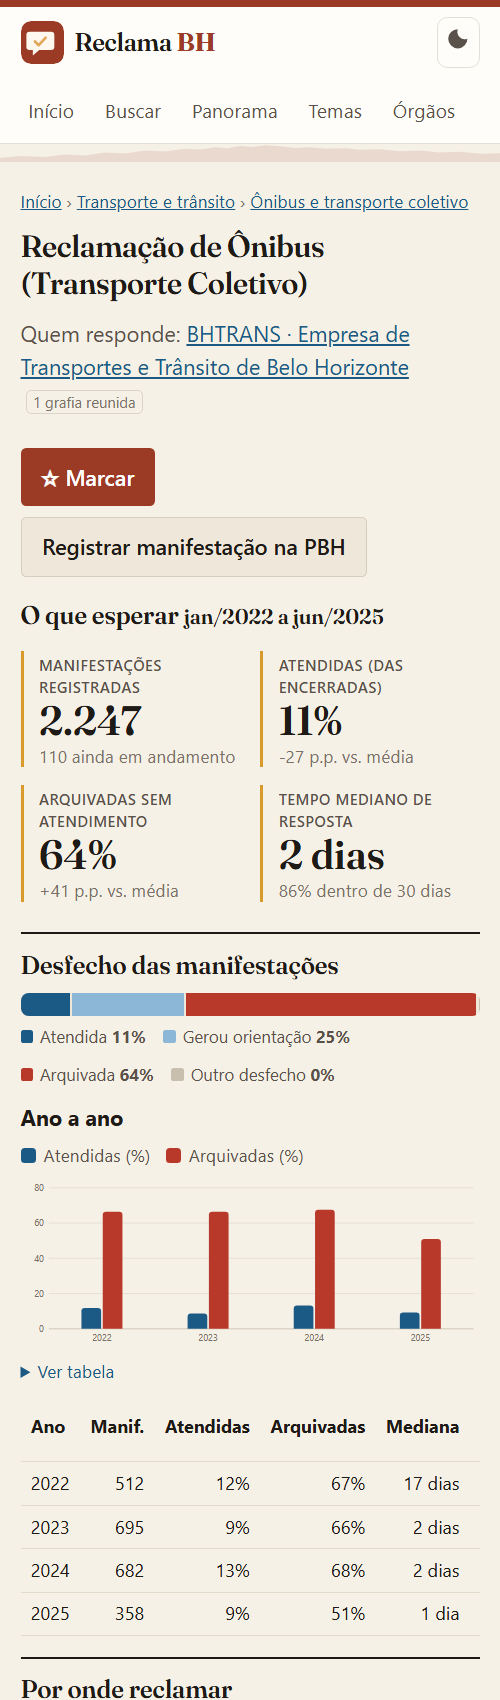 Reclama BH
Início Buscar Panorama Temas Órgãos
Início › Transporte e trânsito › Ônibus e transporte coletivo
Reclamação de Ônibus
(Transporte Coletivo)
Quem responde: BHTRANS · Empresa de
Transportes e Trânsito de Belo Horizonte
1 grafia reunida
☆ Marcar
Registrar manifestação na PBH
O que esperar jan/2022 a jun/2025
MANIFESTAÇÕES
REGISTRADAS
2.247
110 ainda em andamento
ATENDIDAS (DAS
ENCERRADAS)
11%
-27 p.p. vs. média
ARQUIVADAS SEM
ATENDIMENTO
64%
+41 p.p. vs. média
TEMPO MEDIANO DE
RESPOSTA
2 dias
86% dentro de 30 dias
Desfecho das manifestações
Atendida 11% Gerou orientação 25%
Arquivada 64% Outro desfecho 0%
Ano a ano
Atendidas (%) Arquivadas (%)
80
60
40
20
0
2022 2023 2024 2025
▶ Ver tabela
Ano Manif. Atendidas Arquivadas Mediana
2022 512 12% 67% 17 dias
2023 695 9% 66% 2 dias
2024 682 13% 68% 2 dias
2025 358 9% 51% 1 dia
Por onde reclamar